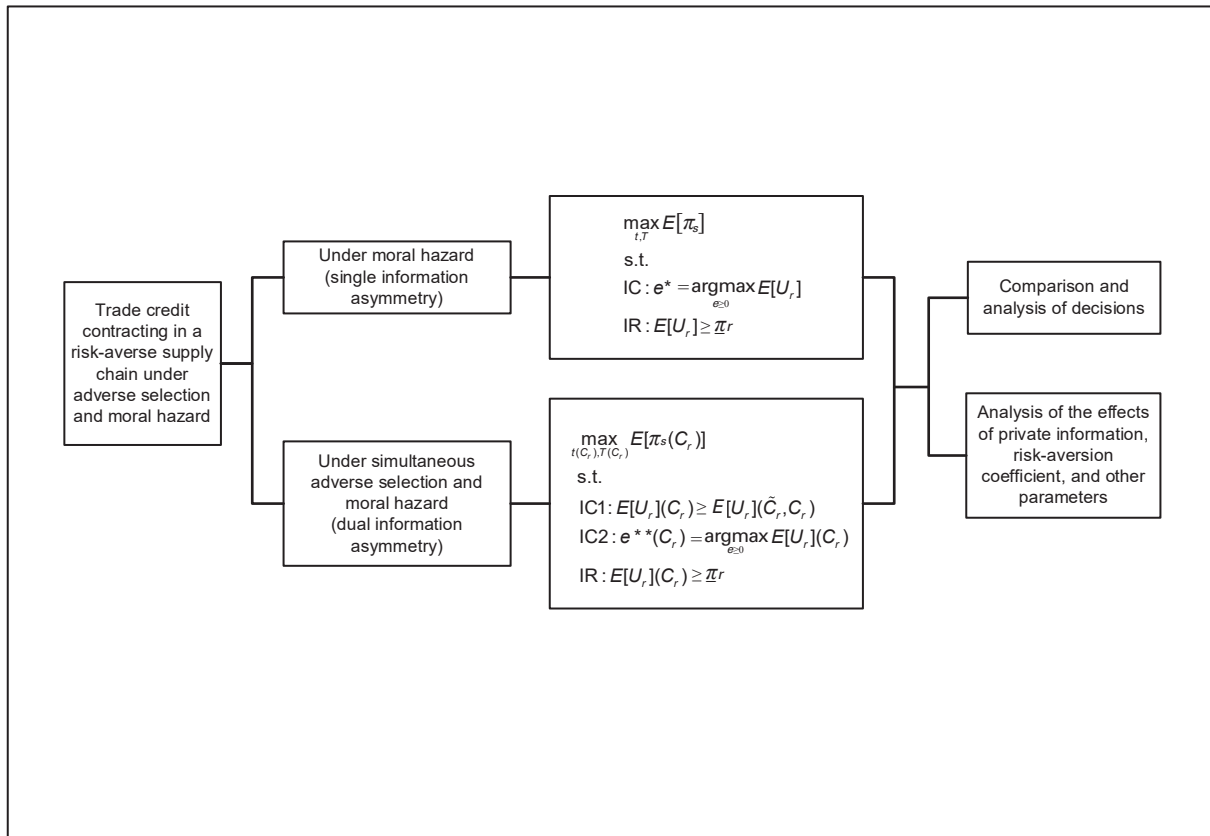 Trade credit
contracting in a
risk-averse supply
chain under
adverse selection
and moral hazard
Under moral hazard
(single information
asymmetry)
Under simultaneous
adverse selection and
moral hazard
(dual information
asymmetry)
max E[π_s]
t,T
s.t.
IC : e* = argmax E[U_r]
e≥0
IR : E[U_r] ≥ π̲r
max E[π_s(C_r)]
t(C_r),T(C_r)
s.t.
IC1 : E[U_r](C_r) ≥ E[U_r](C̃_r,C_r)
IC2 : e**(C_r) = argmax E[U_r](C_r)
e≥0
IR : E[U_r](C_r) ≥ π̲r
Comparison and
analysis of decisions
Analysis of the effects
of private information,
risk-aversion
coefficient, and other
parameters